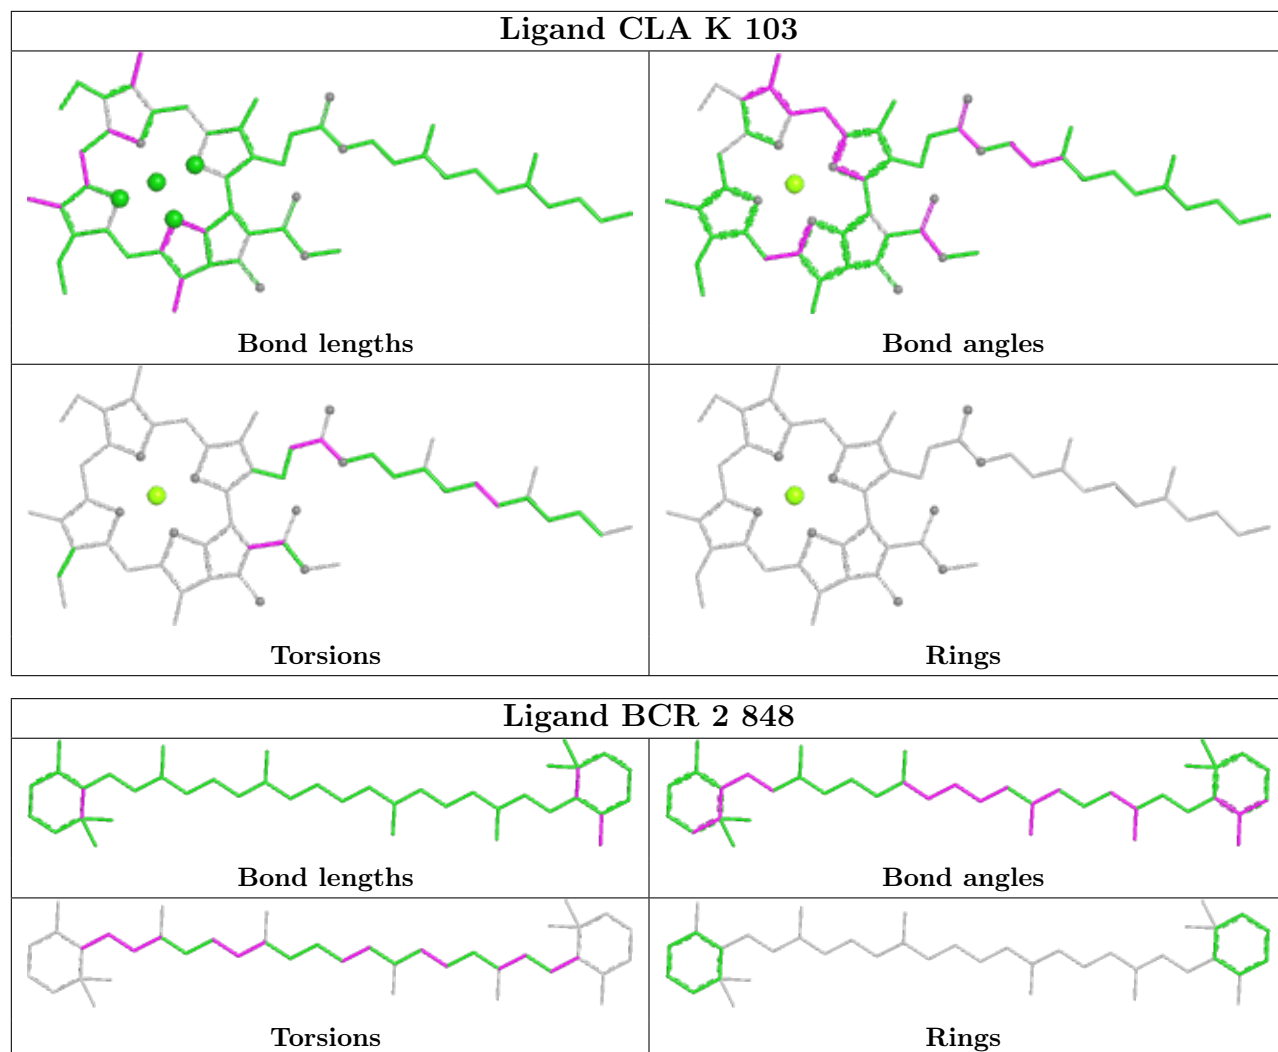 Ligand CLA K 103
Bond lengths
Bond angles
Torsions
Rings
Ligand BCR 2 848
Bond lengths
Bond angles
Torsions
Rings